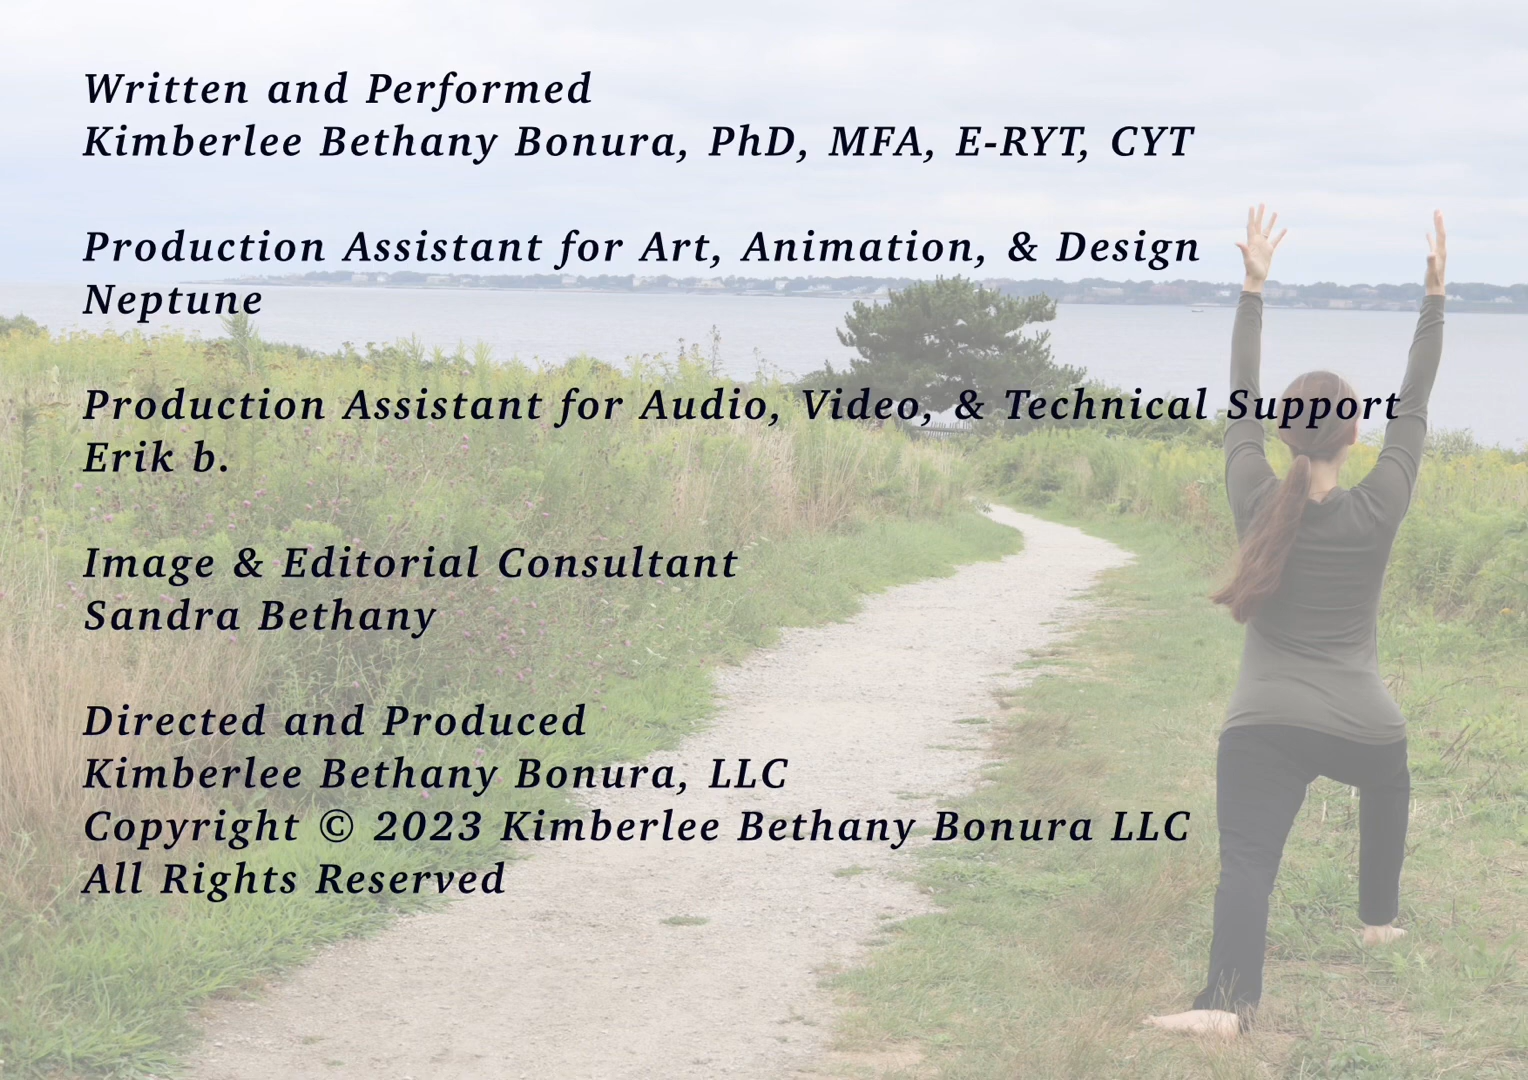 Written and Performed
Kimberlee Bethany Bonura, PhD, MFA, E-RYT, CYT
Production Assistant for Art, Animation, & Design
Neptune
Production Assistant for Audio, Video, & Technical Support
Erik b.
Image & Editorial Consultant
Sandra Bethany
Directed and Produced
Kimberlee Bethany Bonura, LLC
Copyright © 2023 Kimberlee Bethany Bonura LLC
All Rights Reserved